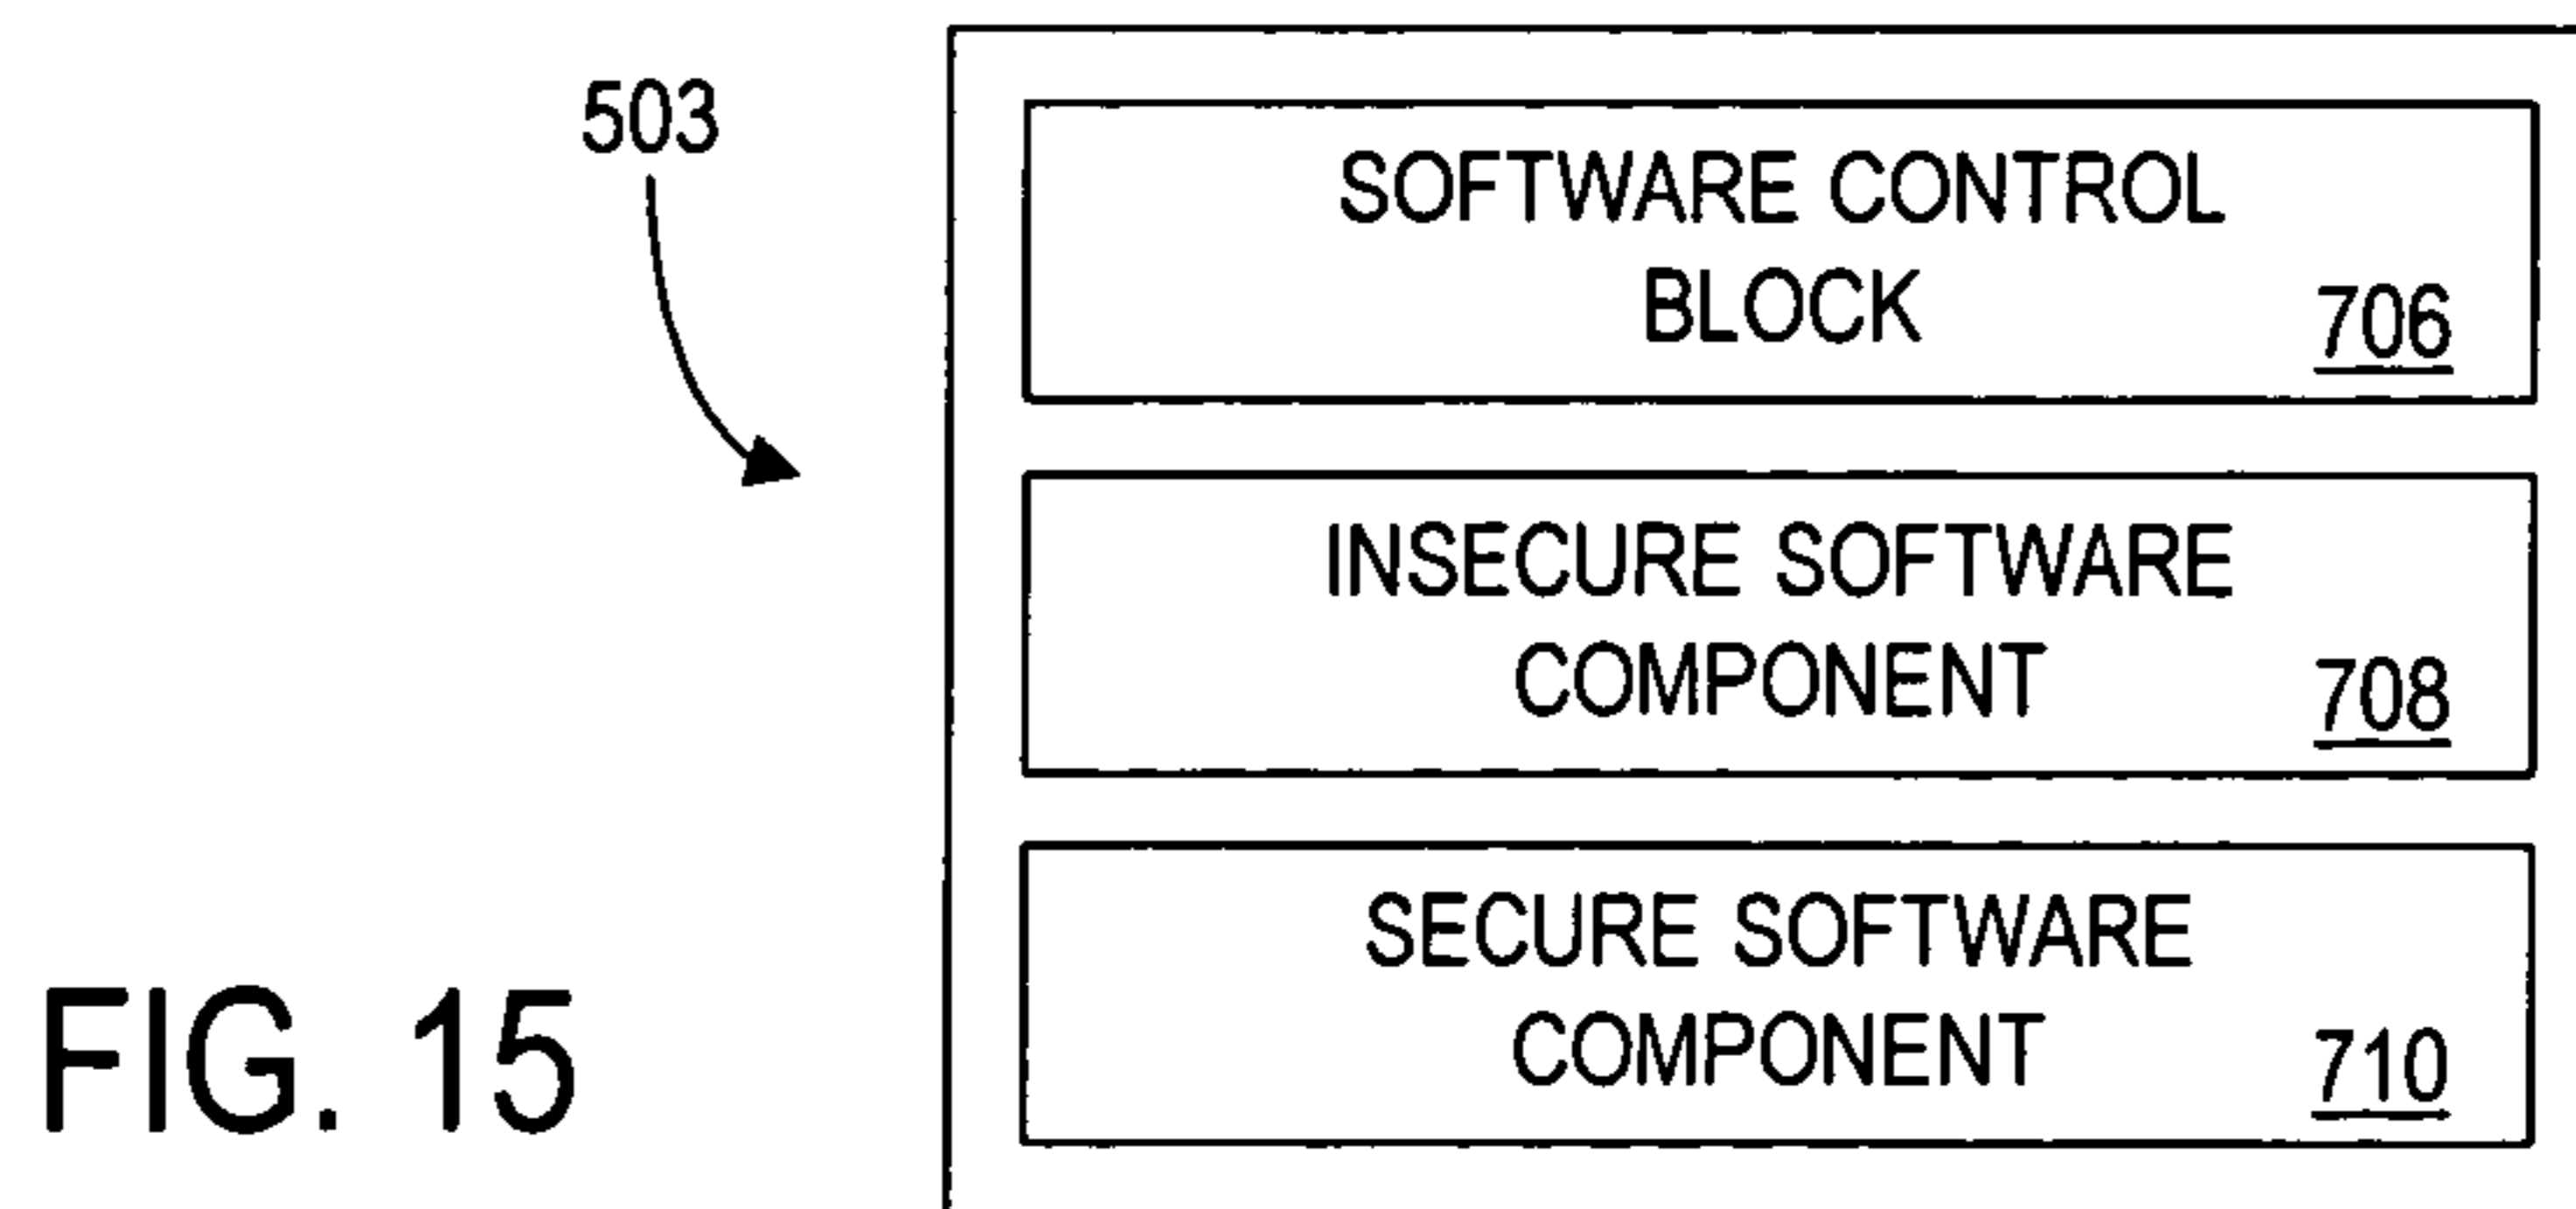 503
SOFTWARE CONTROL
BLOCK
706
INSECURE SOFTWARE
COMPONENT
708
SECURE SOFTWARE
COMPONENT
710
FIG. 15